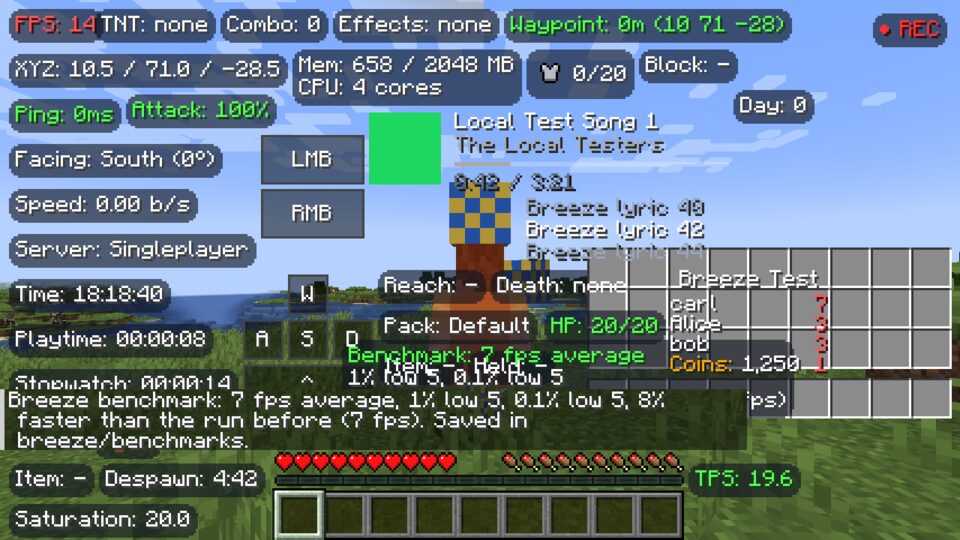 FPS: 14 TNT: none Combo: 0 Effects: none Waypoint: 0m (10 71 -28) REC
XYZ: 10.5 / 71.0 / -28.5
Mem: 658 / 2048 MB
CPU: 4 cores
0/20
Block: -
Day: 0
Ping: 0ms
Attack: 100%
Local Test Song 1
The Local Testers
0:42 / 3:21
Facing: South (0°)
LMB
RMB
Speed: 0.00 b/s
Breeze lyric 40
Breeze lyric 42
Breeze lyric 44
Server: Singleplayer
Time: 18:18:40
W
A S D
Reach: - Death: none
Breeze Test
carl 7
Alice 3
bob 3
Coins: 1,250 1
Playtime: 00:00:08
Pack: Default HP: 20/20
Benchmark: 7 fps average
1% low 5, 0.1% low 5
Item: - Held: -
Stopwatch: 00:00:14
Breeze benchmark: 7 fps average, 1% low 5, 0.1% low 5, 8%
faster than the run before (7 fps). Saved in
breeze/benchmarks.
fps)
Item: - Despawn: 4:42
TPS: 19.6
Saturation: 20.0